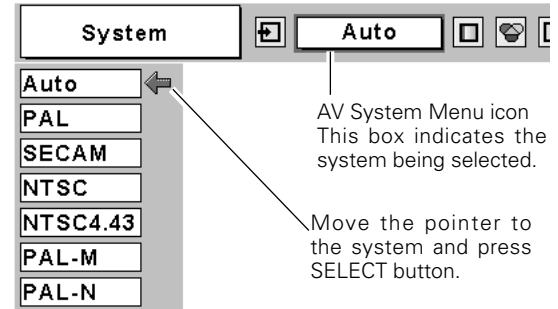 System
Auto
Auto
PAL
SECAM
NTSC
NTSC4.43
PAL-M
PAL-N
AV System Menu icon
This box indicates the
system being selected.
Move the pointer to
the system and press
SELECT button.